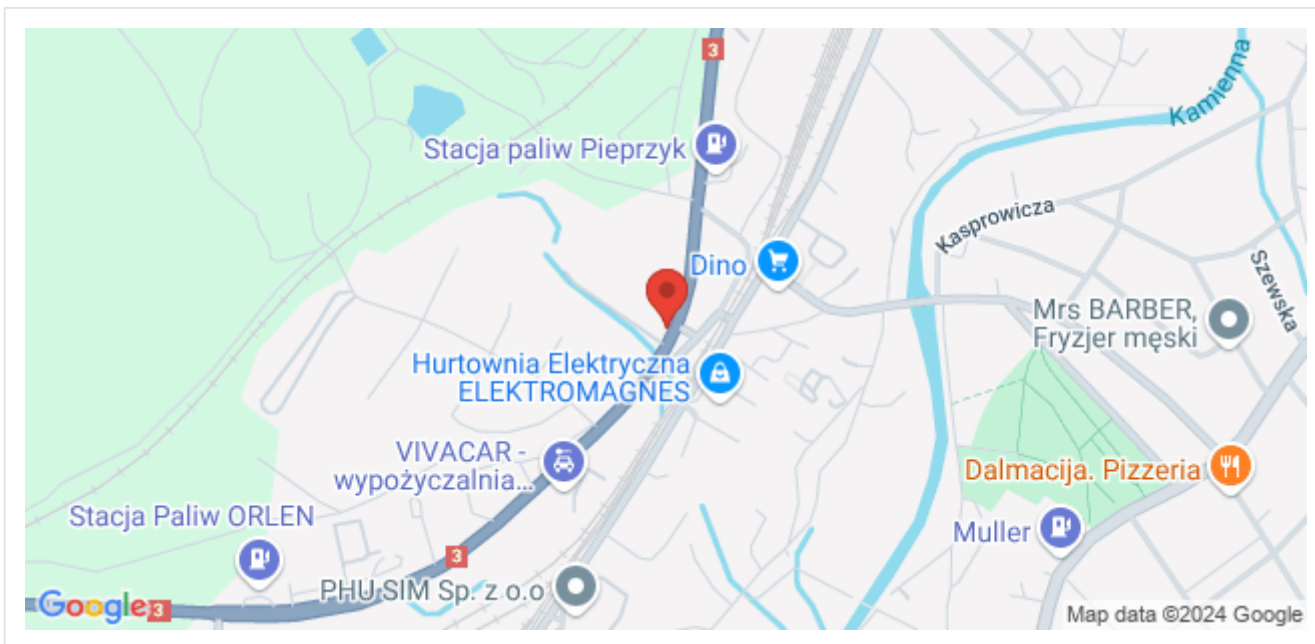 3
Kamienna
Stacja paliw Pieprzyk
Kasprowicza
Dino
Szewska
Mrs BARBER,
Fryzjer męski
Hurtownia Elektryczna
ELEKTROMAGNES
VIVACAR -
wypożyczalnia...
Dalmacija. Pizzeria
Stacja Paliw ORLEN
Muller
3
PHU SIM Sp. z o.o
Google
3
Map data ©2024 Google